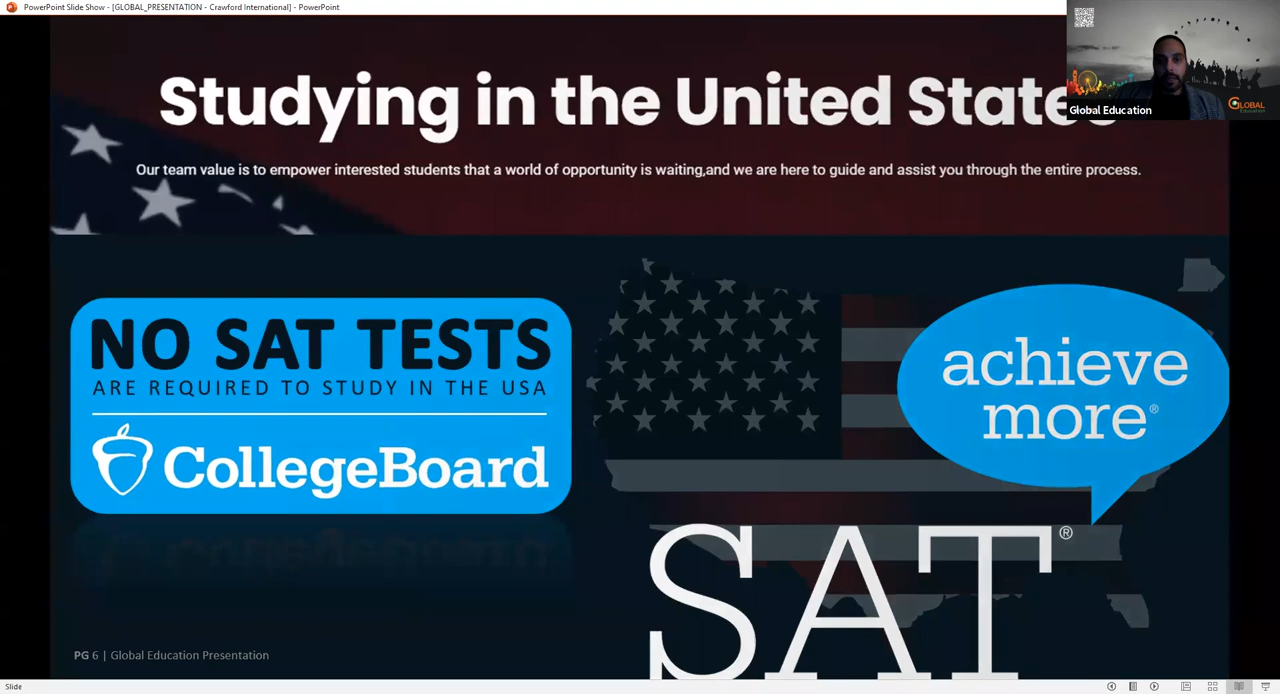 PowerPoint Slide Show - [GLOBAL_PRESENTATION - Crawford International] - PowerPoint
Studying in the United States
Our team value is to empower interested students that a world of opportunity is waiting,and we are here to guide and assist you through the entire process.
Global Education
GLOBAL
Education
NO SAT TESTS
ARE REQUIRED TO STUDY IN THE USA
CollegeBoard
achieve
more®
SAT®
PG 6 | Global Education Presentation
Slide